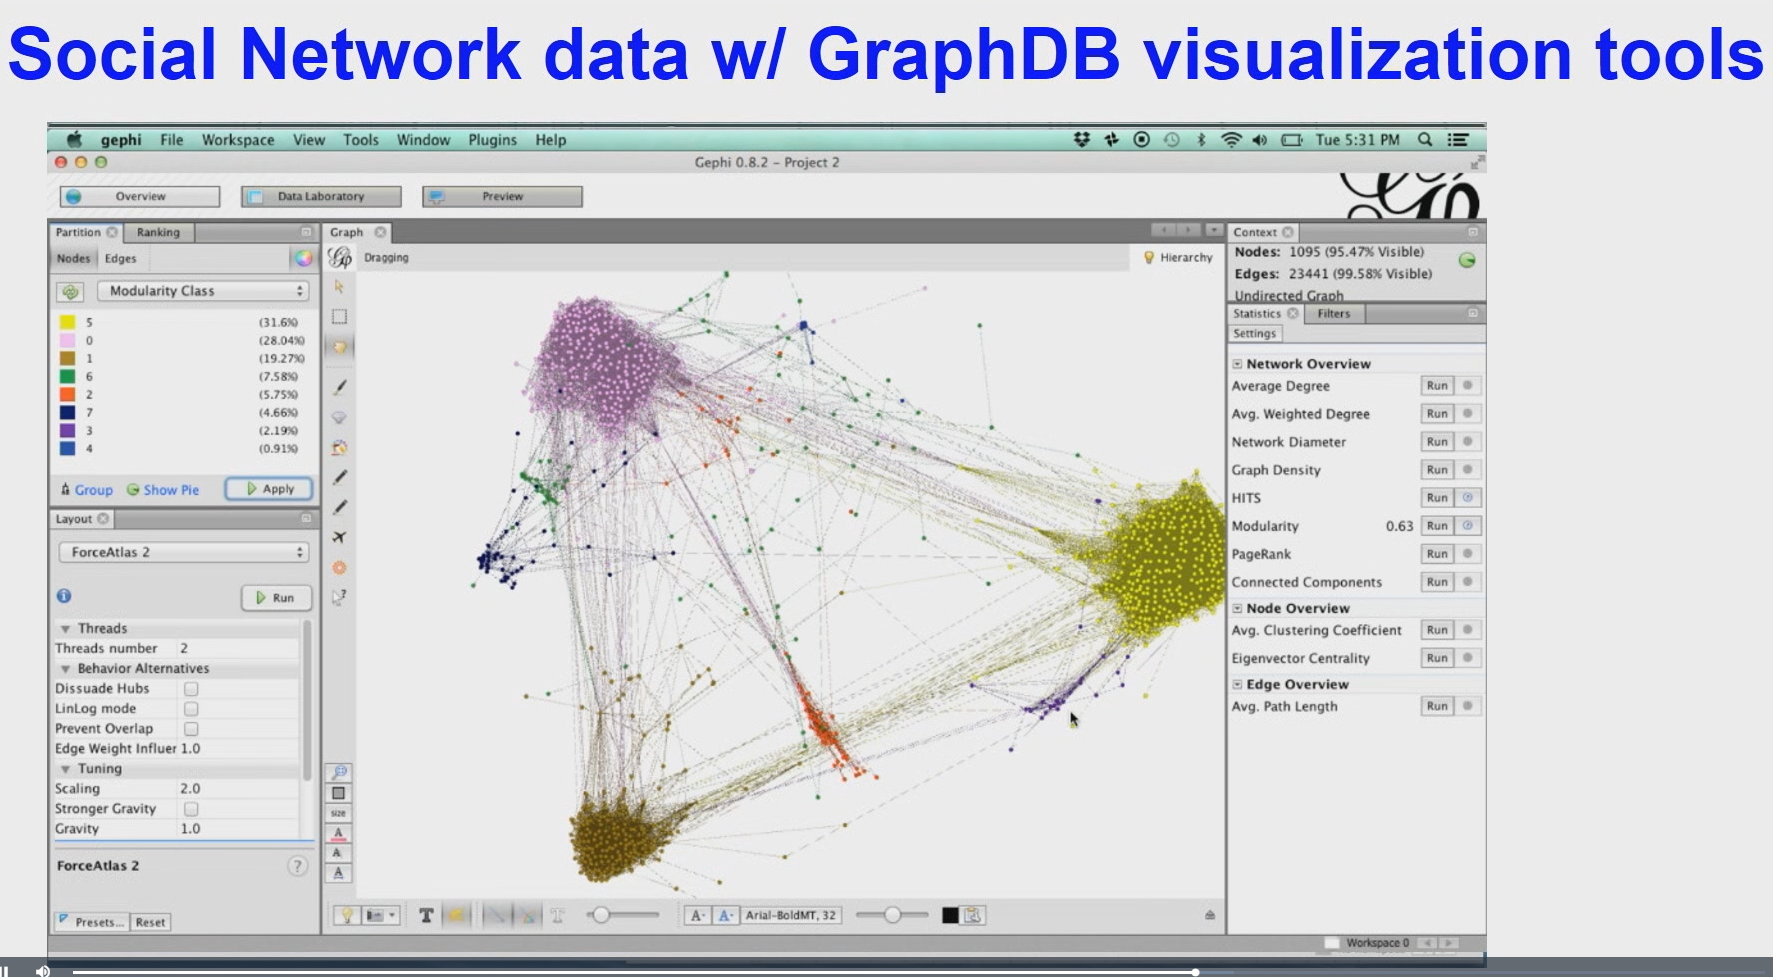 Social Network data w/ GraphDB visualization tools
gephi File Workspace View Tools Window Plugins Help Tue 5:31 PM
Gephi 0.8.2 - Project 2
Overview Data Laboratory Preview
Partition Ranking
Nodes Edges
Modularity Class
5 (31.6%)
0 (28.04%)
1 (19.27%)
6 (7.58%)
2 (5.75%)
7 (4.66%)
3 (2.19%)
4 (0.91%)
Group Show Pie Apply
Layout
ForceAtlas 2
Run
Threads
Threads number 2
Behavior Alternatives
Dissuade Hubs
LinLog mode
Prevent Overlap
Edge Weight Influer 1.0
Tuning
Scaling 2.0
Stronger Gravity
Gravity 1.0
ForceAtlas 2 ?
Presets... Reset
Graph
Dragging Hierarchy
size
A
A
A
T T A- A- Arial-BoldMT, 32
Context
Nodes: 1095 (95.47% Visible)
Edges: 23441 (99.58% Visible)
Undirected Graph
Statistics Filters
Settings
Network Overview
Average Degree Run
Avg. Weighted Degree Run
Network Diameter Run
Graph Density Run
HITS Run
Modularity 0.63 Run
PageRank Run
Connected Components Run
Node Overview
Avg. Clustering Coefficient Run
Eigenvector Centrality Run
Edge Overview
Avg. Path Length Run
Workspace 0